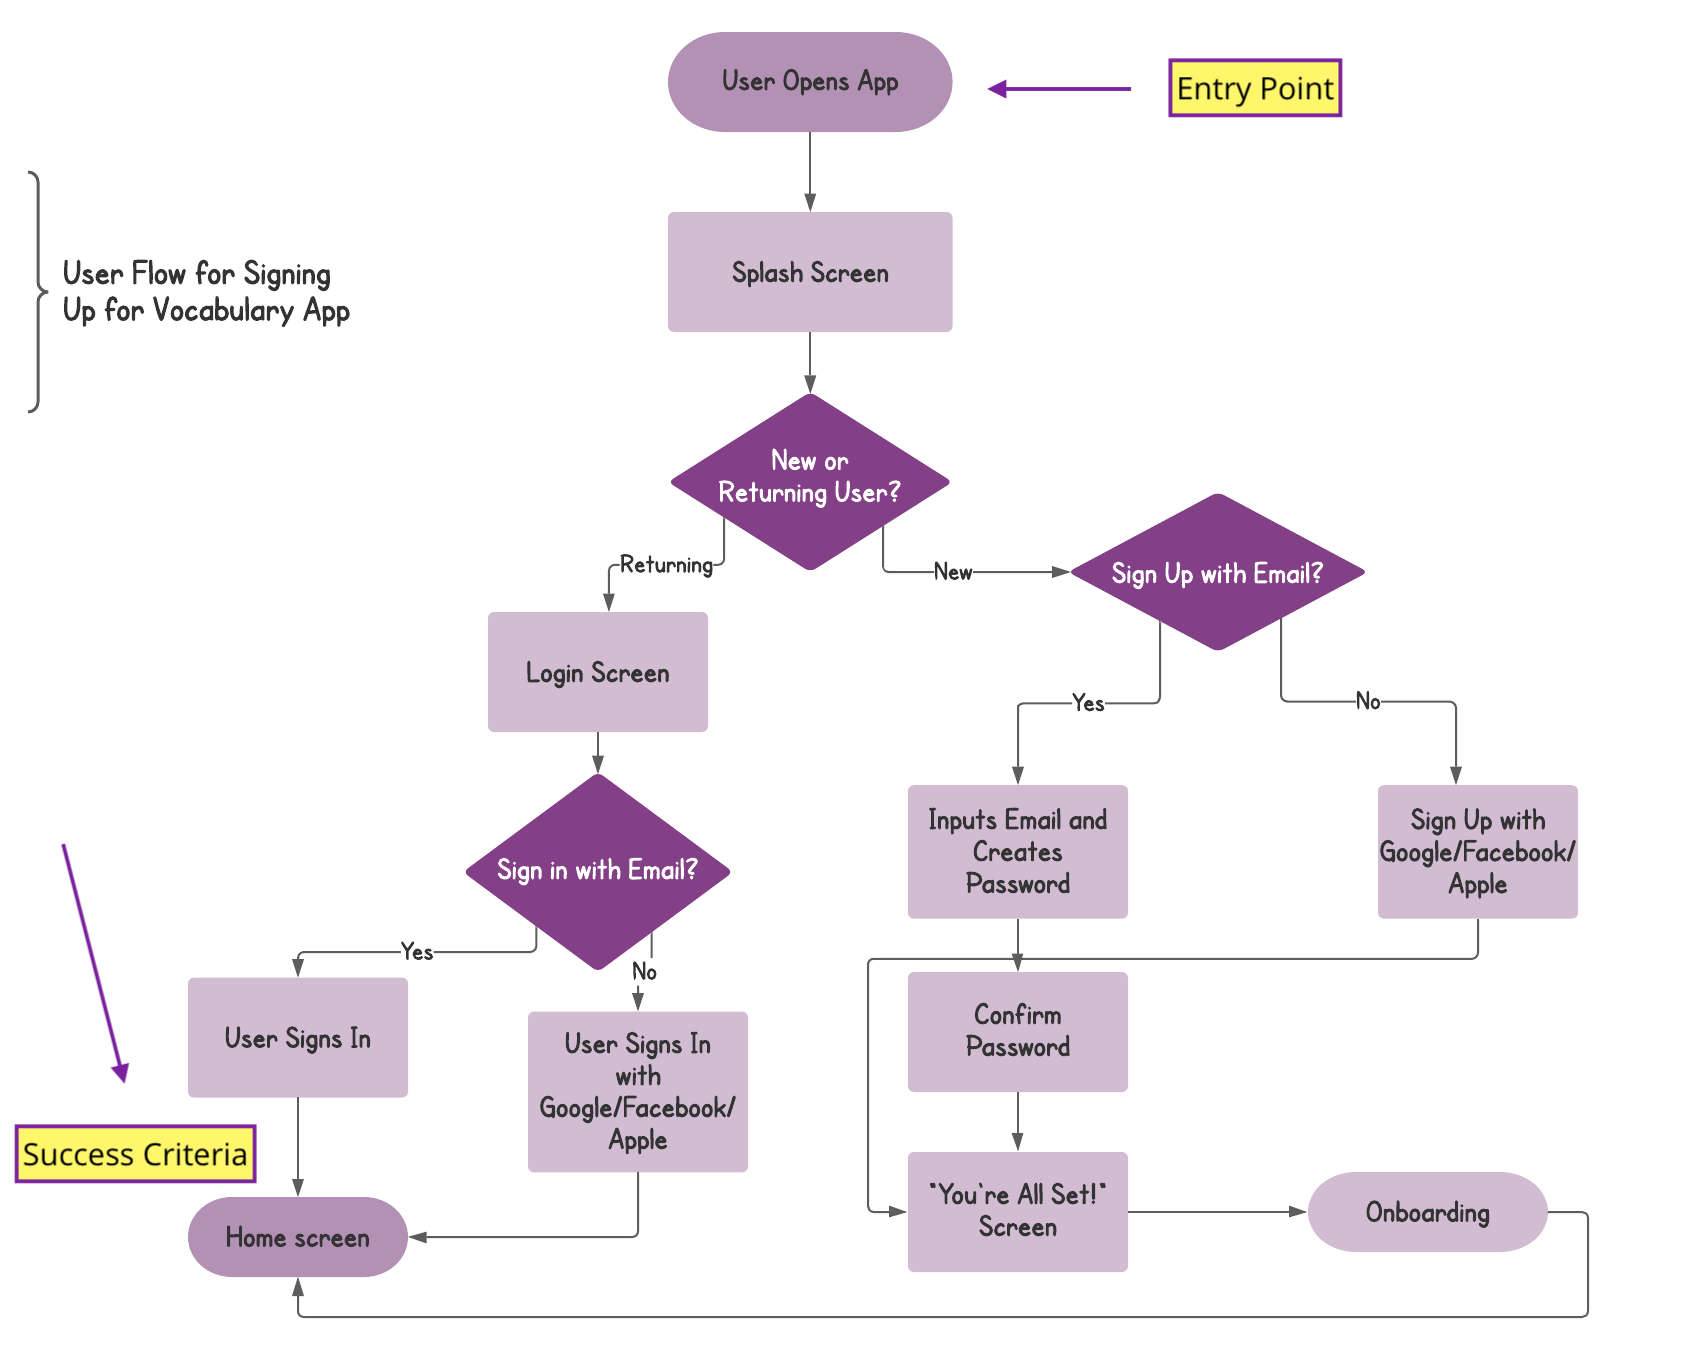 User Opens App
Entry Point
Splash Screen
User Flow for Signing
Up for Vocabulary App
New or
Returning User?
Returning
New
Sign Up with Email?
Login Screen
Yes
No
Inputs Email and
Creates
Password
Sign Up with
Google/Facebook/
Apple
Sign in with Email?
Yes
No
User Signs In
User Signs In
with
Google/Facebook/
Apple
Confirm
Password
Success Criteria
"You're All Set!"
Screen
Onboarding
Home screen